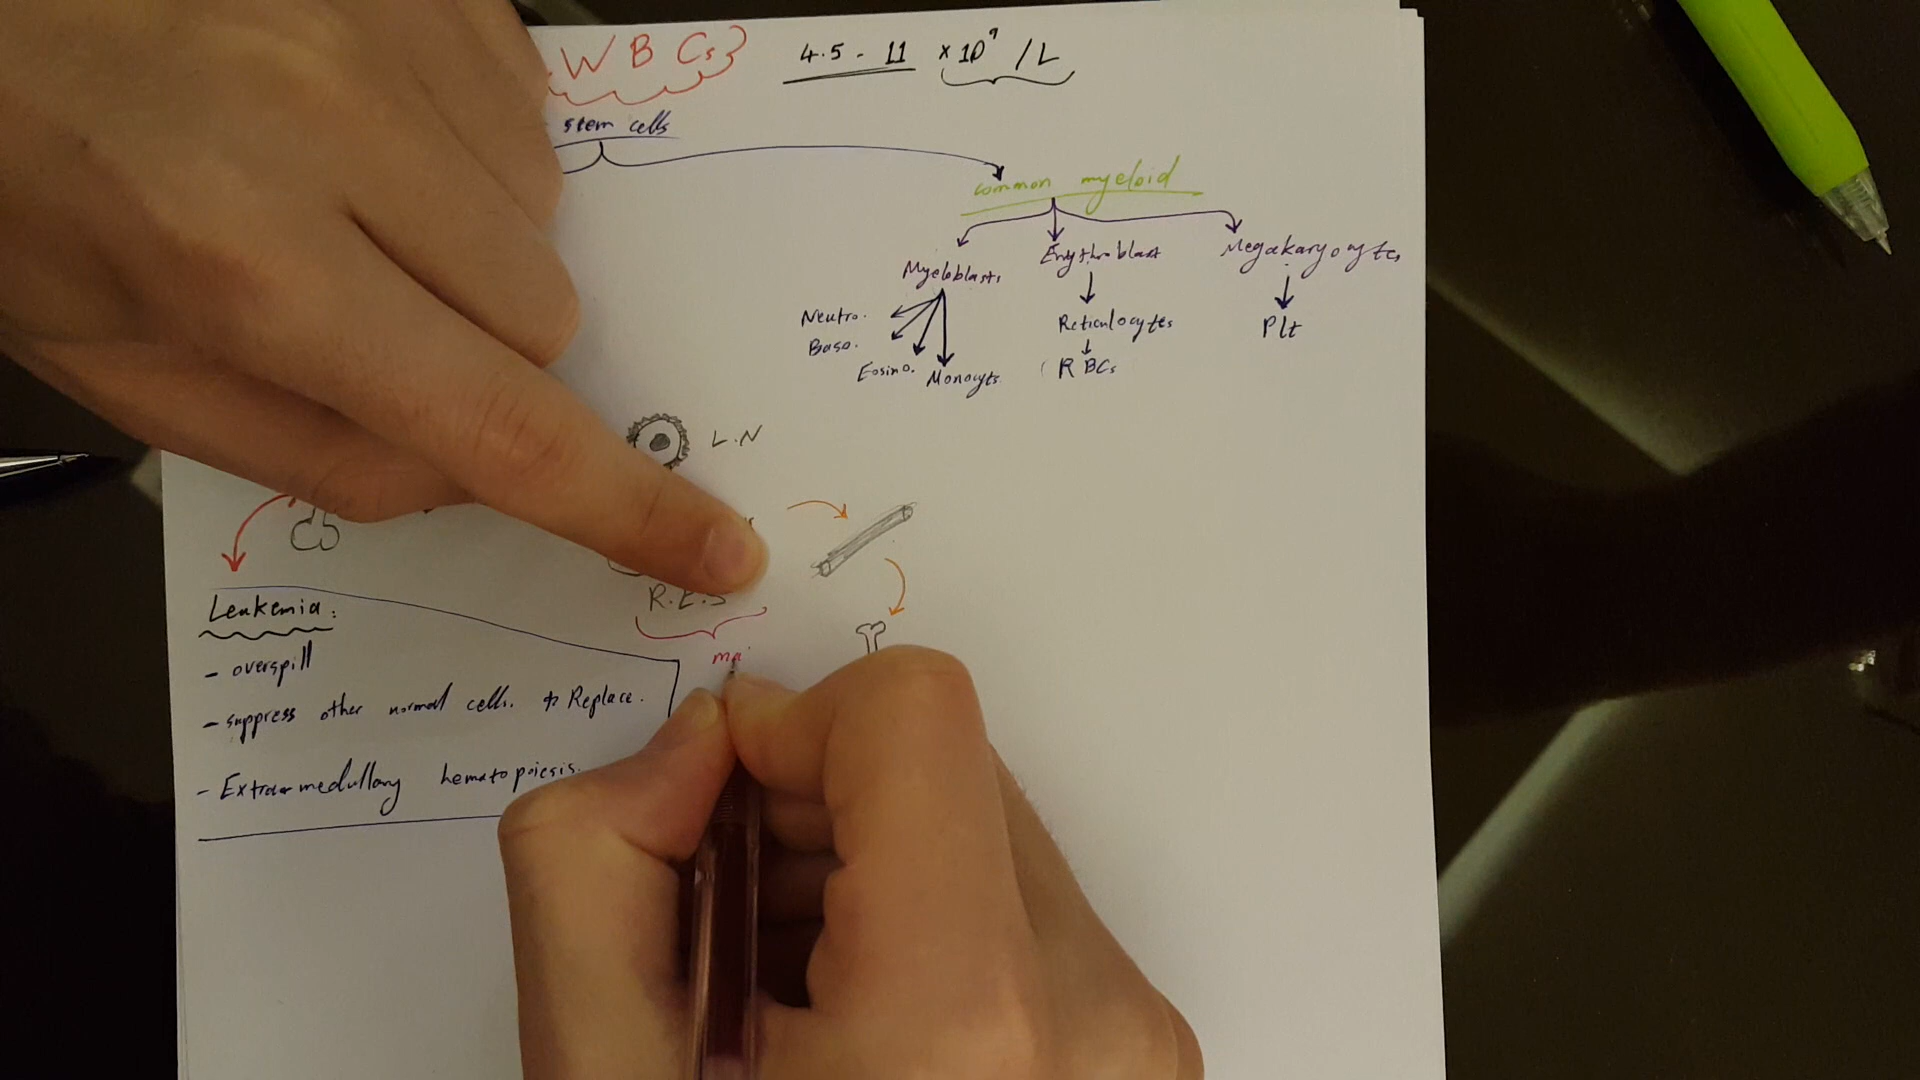 WBCs} 4.5 - 11 × 10⁹ / L
stem cells
common myeloid
Myeloblasts Erythroblast Megakaryocytes
Neutro. Reticulocytes Plt
Baso.
Eosino. Monocyts. RBCs
L.N
R.E.S
Leukemia:
ma
- overspill
- suppress other normal cells. & Replace.
- Extramedullary hematopoiesis.